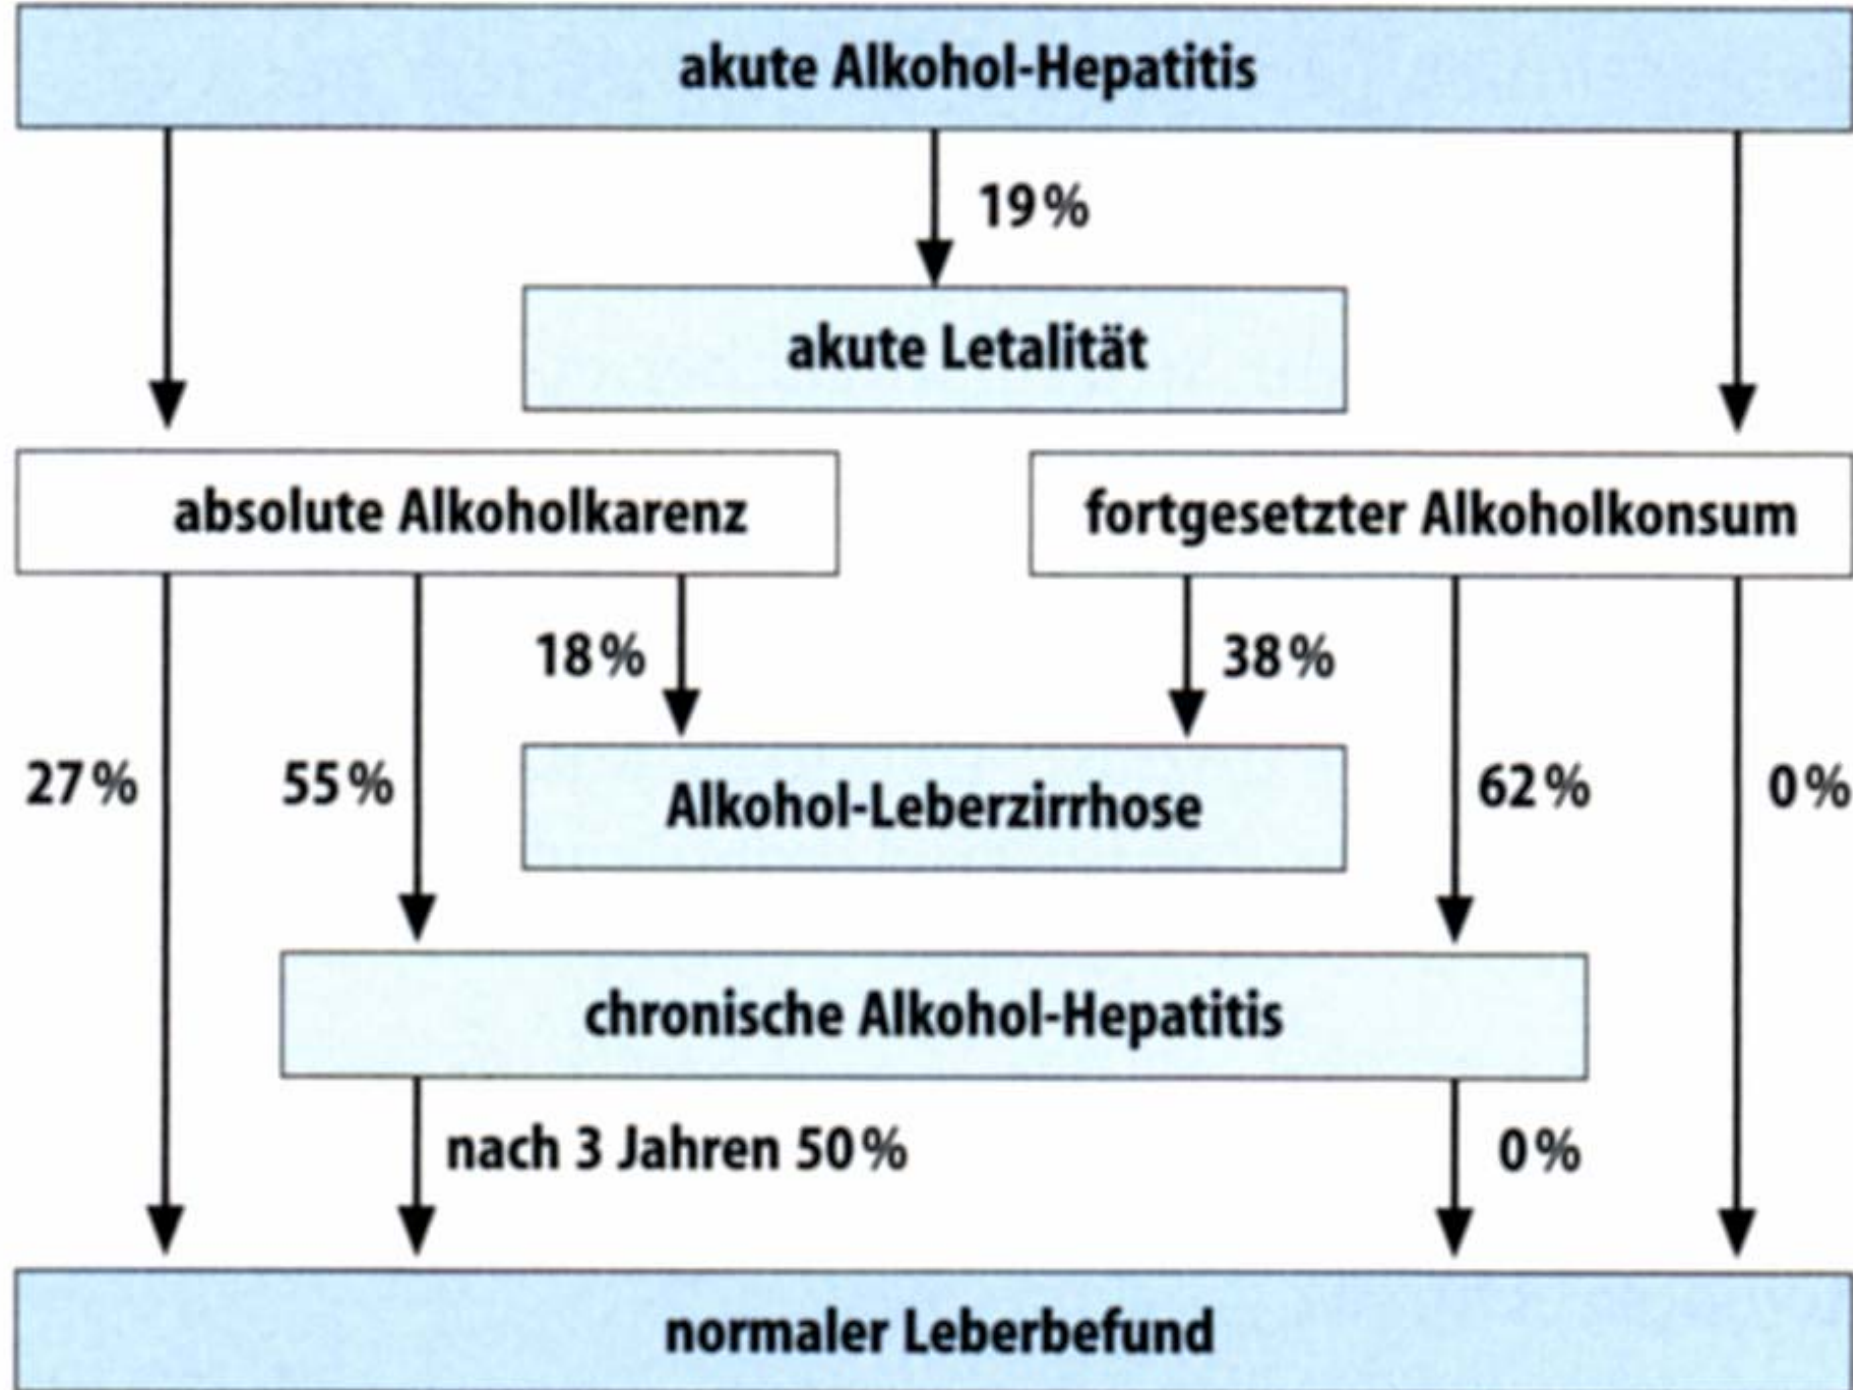 akute Alkohol-Hepatitis
19%
akute Letalität
absolute Alkoholkarenz
fortgesetzter Alkoholkonsum
18%
38%
27%
55%
62%
0%
Alkohol-Leberzirrhose
chronische Alkohol-Hepatitis
nach 3 Jahren 50%
0%
normaler Leberbefund